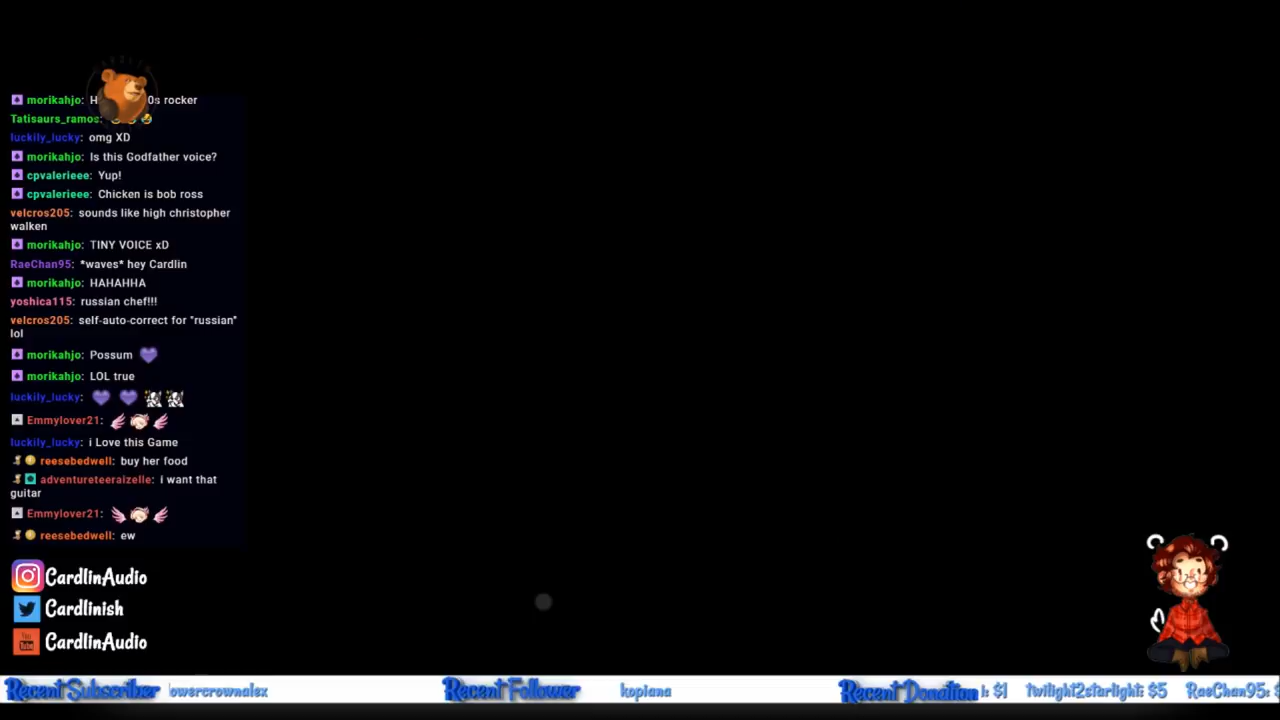 morikahjo: H 0s rocker
Tatisaurs_ramos:
luckily_lucky: omg XD
morikahjo: Is this Godfather voice?
cpvalerieee: Yup!
cpvalerieee: Chicken is bob ross
velcros205: sounds like high christopher
walken
morikahjo: TINY VOICE xD
RaeChan95: *waves* hey Cardlin
morikahjo: HAHAHHA
yoshica115: russian chef!!!
velcros205: self-auto-correct for "russian"
lol
morikahjo: Possum
morikahjo: LOL true
luckily_lucky:
Emmylover21:
luckily_lucky: i Love this Game
reesebedwell: buy her food
adventureteeraizelle: i want that
guitar
Emmylover21:
reesebedwell: ew
CardlinAudio
Cardlinish
CardlinAudio
Recent Subscriber owercrownalex Recent Follower kopiana Recent Donation : $1 twilight2starlight: $5 RaeChan95: